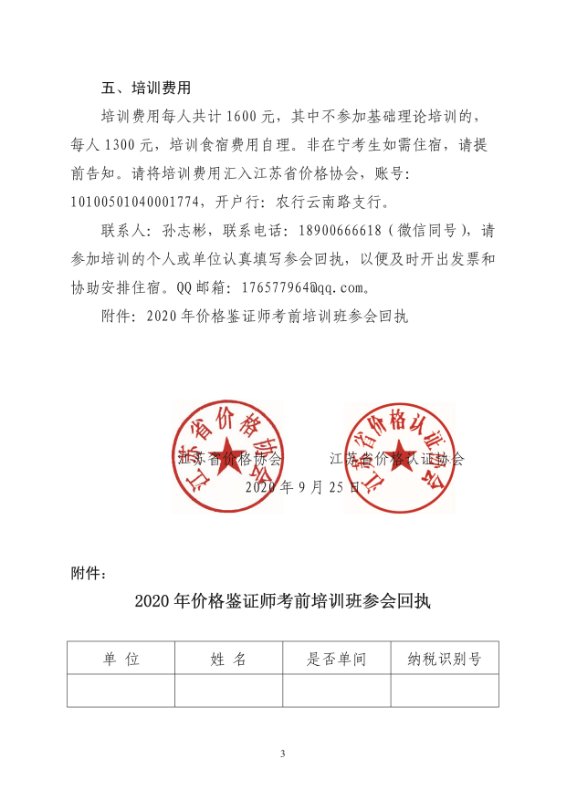 五、培训费用
培训费用每人共计 1600 元，其中不参加基础理论培训的，
每人 1300 元，培训食宿费用自理。非在宁考生如需住宿，请提
前告知。请将培训费用汇入江苏省价格协会，账号：
10100501040001774，开户行：农行云南路支行。
联系人：孙志彬，联系电话：18900666618（微信同号），请
参加培训的个人或单位认真填写参会回执，以便及时开出发票和
协助安排住宿。QQ 邮箱：176577964@qq.com。
附件：2020 年价格鉴证师考前培训班参会回执
江苏省价格协会
江苏省价格认证协会
江苏省价格协会 江苏省价格认证协会
2020 年 9 月 25 日
附件：
2020 年价格鉴证师考前培训班参会回执
单 位 姓 名 是否单间 纳税识别号
3